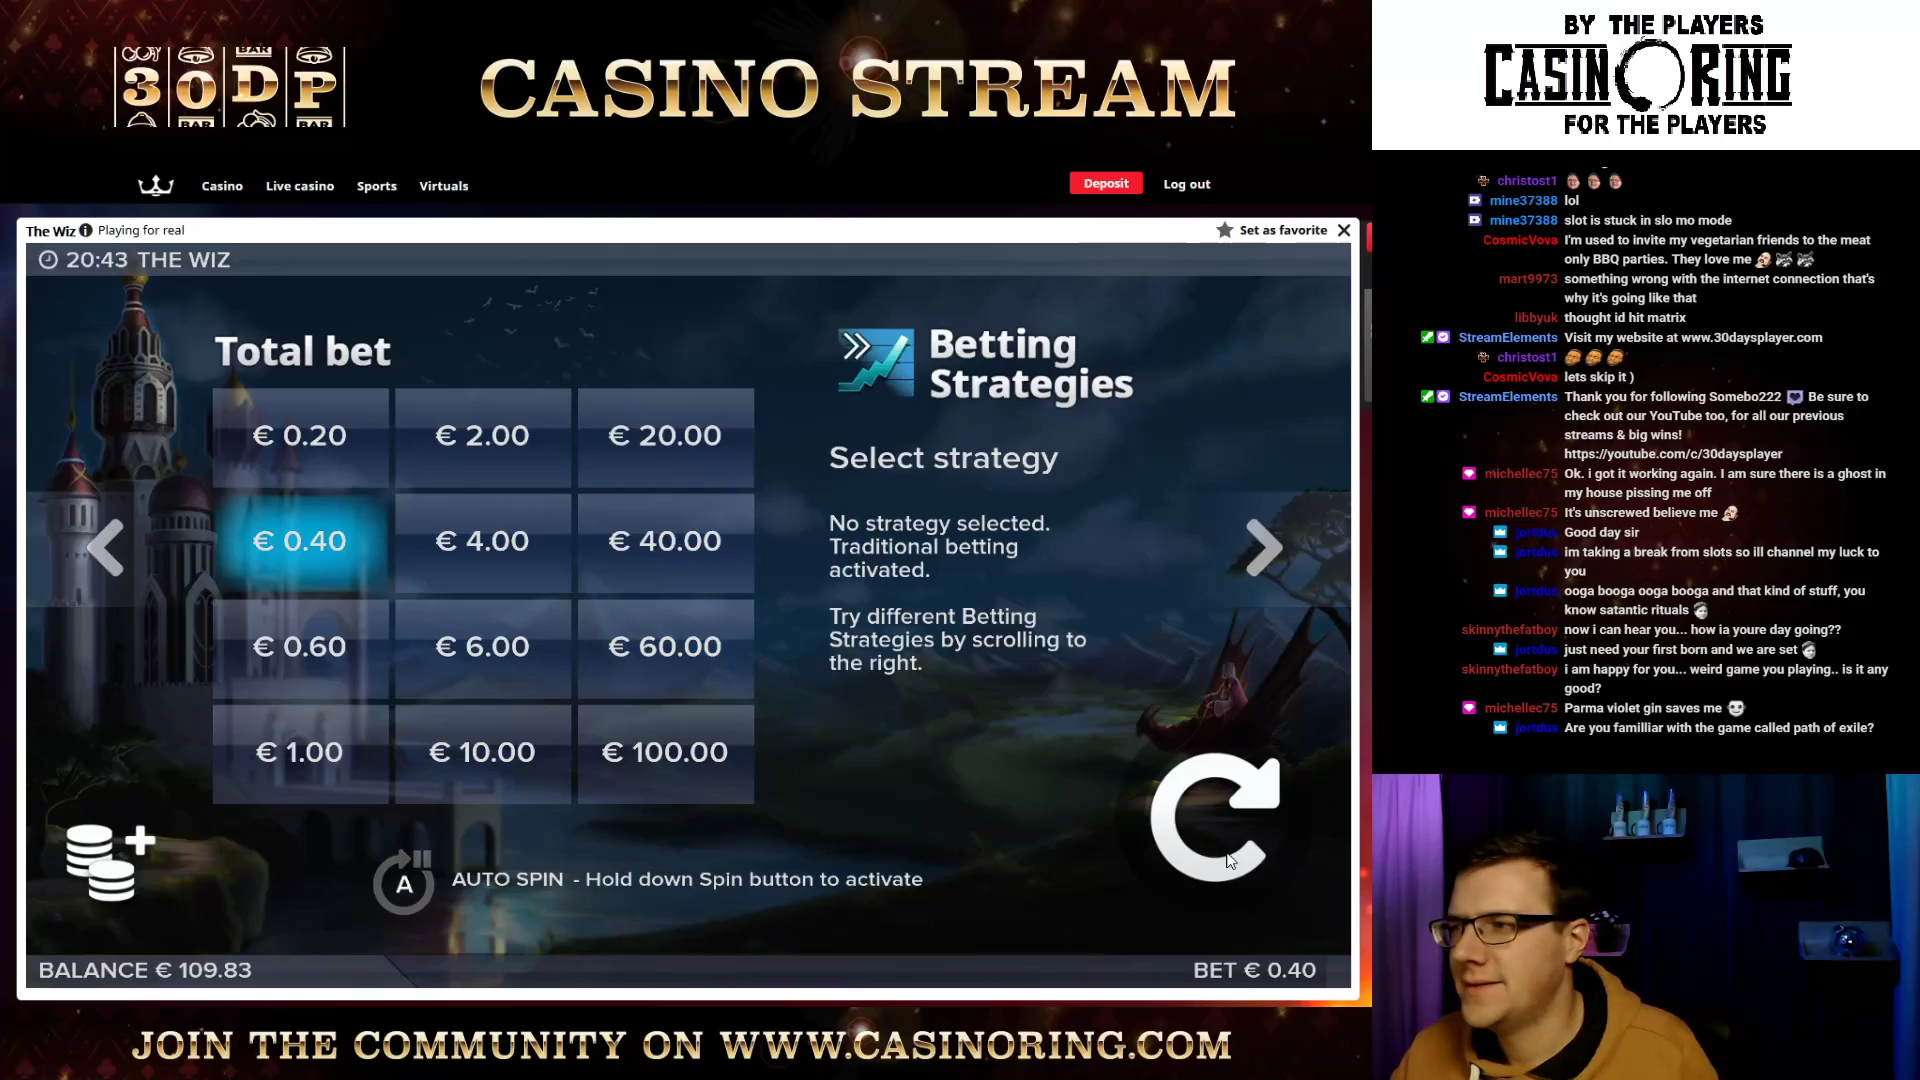 30DP
BAR
BAR
BAR
CASINO STREAM
BY THE PLAYERS
CASINO RING
FOR THE PLAYERS
Casino
Live casino
Sports
Virtuals
Deposit
Log out
The Wiz
Playing for real
Set as favorite
20:43 THE WIZ
Total bet
€ 0.20
€ 2.00
€ 20.00
€ 0.40
€ 4.00
€ 40.00
€ 0.60
€ 6.00
€ 60.00
€ 1.00
€ 10.00
€ 100.00
Betting
Strategies
Select strategy
No strategy selected.
Traditional betting
activated.
Try different Betting
Strategies by scrolling to
the right.
A
AUTO SPIN - Hold down Spin button to activate
BALANCE € 109.83
BET € 0.40
JOIN THE COMMUNITY ON WWW.CASINORING.COM
christost1
mine37388 lol
mine37388 slot is stuck in slo mo mode
CosmicVova I'm used to invite my vegetarian friends to the meat
only BBQ parties. They love me
mart9973 something wrong with the internet connection that's
why it's going like that
libbyuk thought id hit matrix
StreamElements Visit my website at www.30daysplayer.com
christost1
CosmicVova lets skip it )
StreamElements Thank you for following Somebo222 Be sure to
check out our YouTube too, for all our previous
streams & big wins!
https://youtube.com/c/30daysplayer
michellec75 Ok. i got it working again. I am sure there is a ghost in
my house pissing me off
michellec75 It's unscrewed believe me
jortdus Good day sir
jortdus im taking a break from slots so ill channel my luck to
you
jortdus ooga booga ooga booga and that kind of stuff, you
know satantic rituals
skinnythefatboy now i can hear you... how ia youre day going??
jortdus just need your first born and we are set
skinnythefatboy i am happy for you... weird game you playing.. is it any
good?
michellec75 Parma violet gin saves me
jortdus Are you familliar with the game called path of exile?